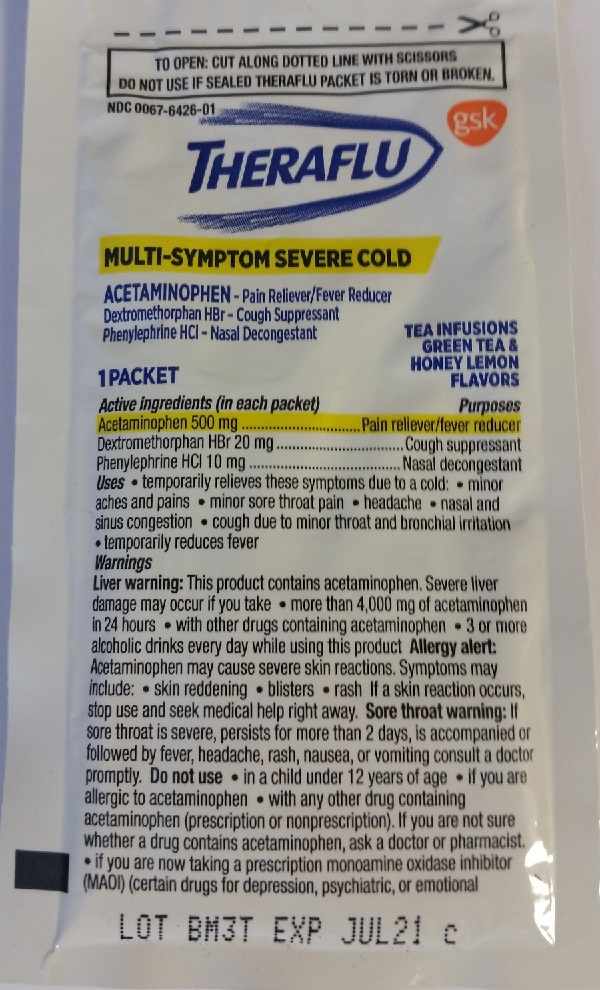 TO OPEN: CUT ALONG DOTTED LINE WITH SCISSORS
DO NOT USE IF SEALED THERAFLU PACKET IS TORN OR BROKEN.
NDC 0067-6426-01
gsk
THERAFLU
MULTI-SYMPTOM SEVERE COLD
ACETAMINOPHEN - Pain Reliever/Fever Reducer
Dextromethorphan HBr - Cough Suppressant
Phenylephrine HCl - Nasal Decongestant
TEA INFUSIONS
GREEN TEA &
HONEY LEMON
FLAVORS
1 PACKET
Active ingredients (in each packet) Purposes
Acetaminophen 500 mg ............................ Pain reliever/fever reducer
Dextromethorphan HBr 20 mg .............................. Cough suppressant
Phenylephrine HCl 10 mg ................................... Nasal decongestant
Uses • temporarily relieves these symptoms due to a cold: • minor
aches and pains • minor sore throat pain • headache • nasal and
sinus congestion • cough due to minor throat and bronchial irritation
• temporarily reduces fever
Warnings
Liver warning: This product contains acetaminophen. Severe liver
damage may occur if you take • more than 4,000 mg of acetaminophen
in 24 hours • with other drugs containing acetaminophen • 3 or more
alcoholic drinks every day while using this product Allergy alert:
Acetaminophen may cause severe skin reactions. Symptoms may
include: • skin reddening • blisters • rash If a skin reaction occurs,
stop use and seek medical help right away. Sore throat warning: If
sore throat is severe, persists for more than 2 days, is accompanied or
followed by fever, headache, rash, nausea, or vomiting consult a doctor
promptly. Do not use • in a child under 12 years of age • if you are
allergic to acetaminophen • with any other drug containing
acetaminophen (prescription or nonprescription). If you are not sure
whether a drug contains acetaminophen, ask a doctor or pharmacist.
• if you are now taking a prescription monoamine oxidase inhibitor
(MAOI) (certain drugs for depression, psychiatric, or emotional
LOT BM3T EXP JUL21 c